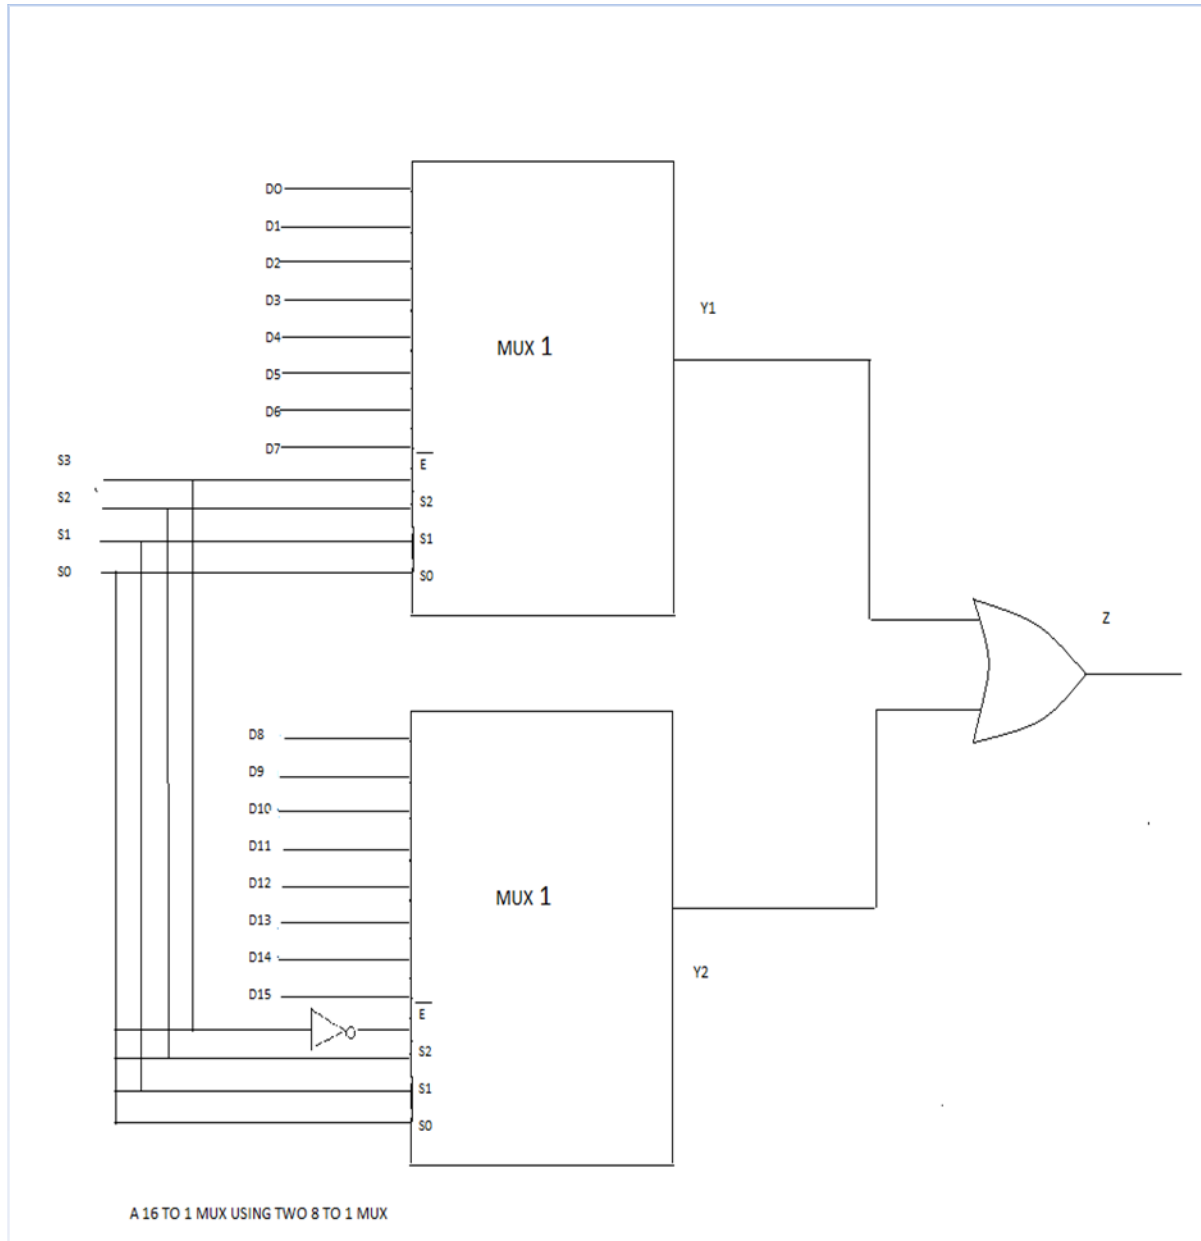 D0
D1
D2
D3
D4
D5
D6
D7
MUX 1
Y1
S3
S2
S1
S0
E
S2
S1
S0
Z
D8
D9
D10
D11
D12
D13
D14
D15
MUX 1
Y2
E
S2
S1
S0
A 16 TO 1 MUX USING TWO 8 TO 1 MUX